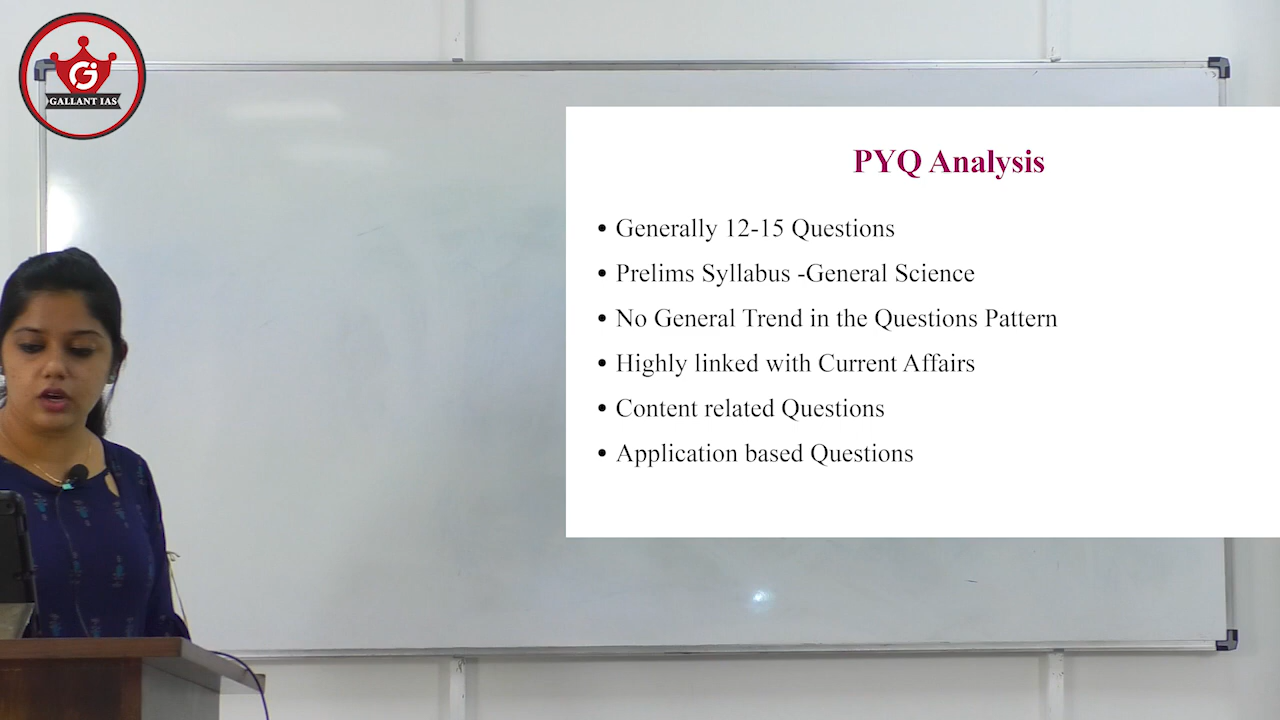 Gi
GALLANT IAS
PYQ Analysis
• Generally 12-15 Questions
• Prelims Syllabus -General Science
• No General Trend in the Questions Pattern
• Highly linked with Current Affairs
• Content related Questions
• Application based Questions